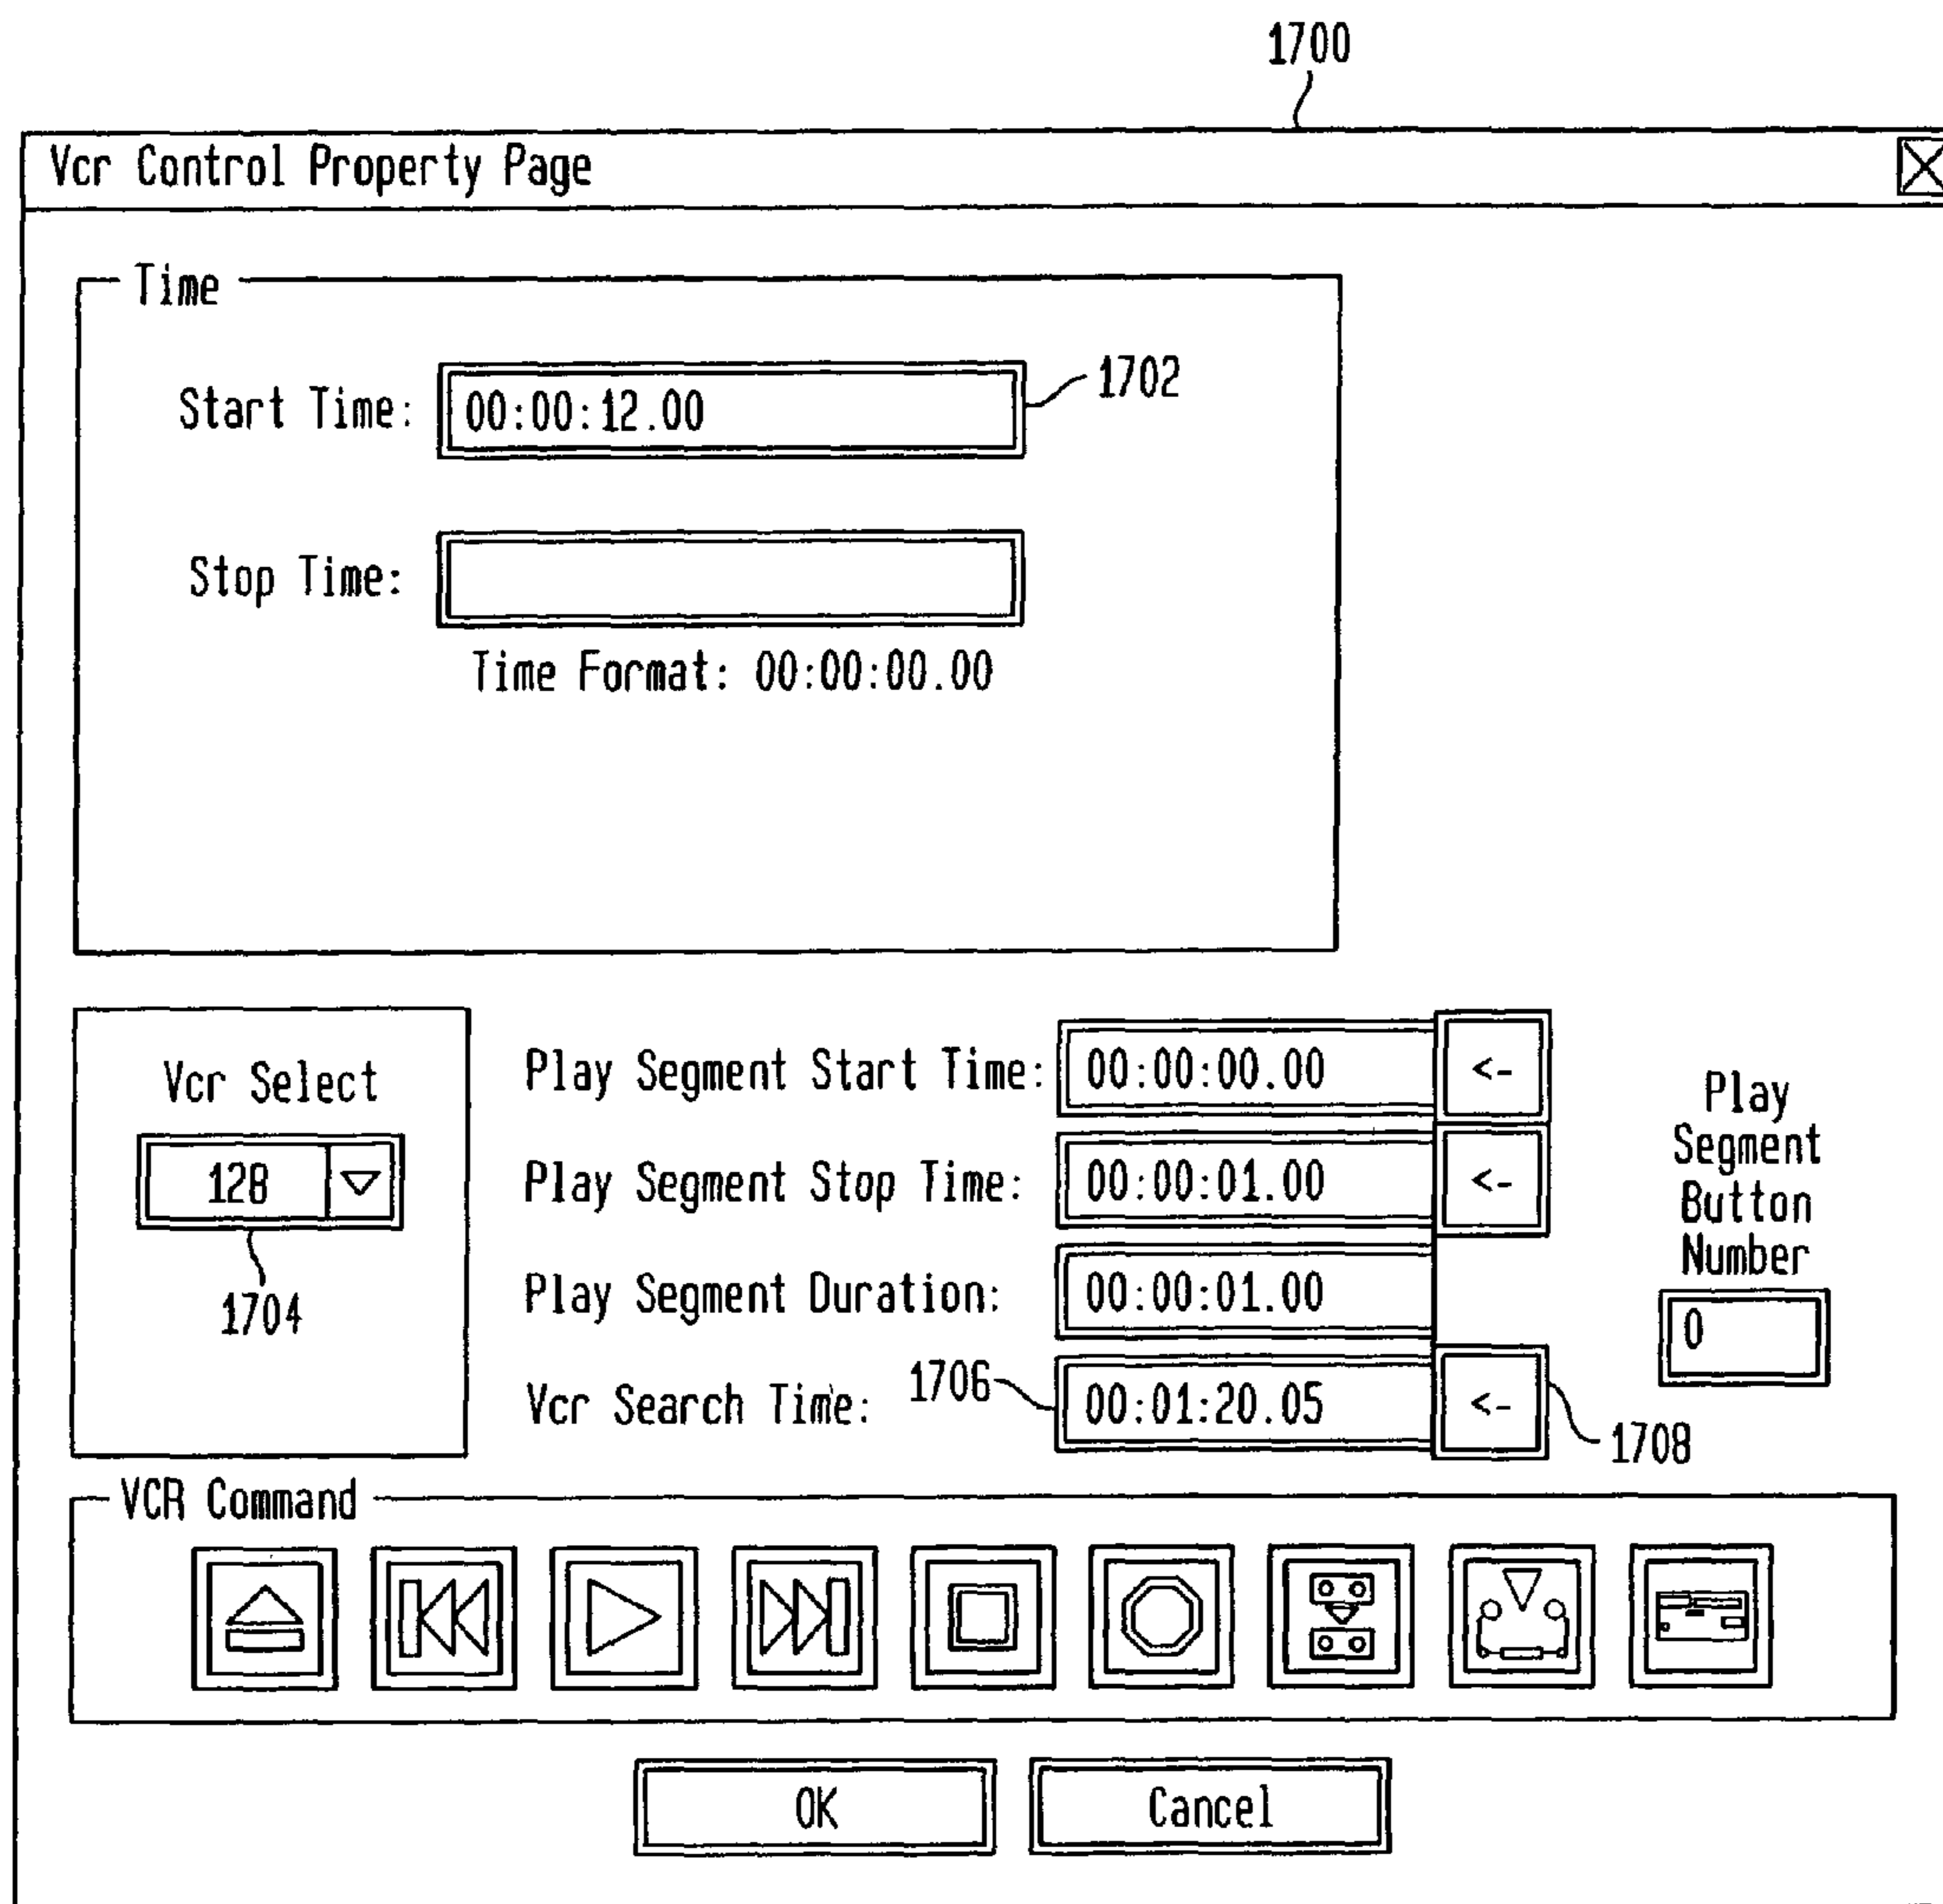 1700
Vcr Control Property Page
Time
Start Time: 00:00:12.00 1702
Stop Time:
Time Format: 00:00:00.00
Vcr Select
128
1704
Play Segment Start Time: 00:00:00.00 <-
Play Segment Stop Time: 00:00:01.00 <-
Play Segment Duration: 00:00:01.00
Vcr Search Time: 1706 00:01:20.05 <- 1708
Play
Segment
Button
Number
0
VCR Command
OK Cancel